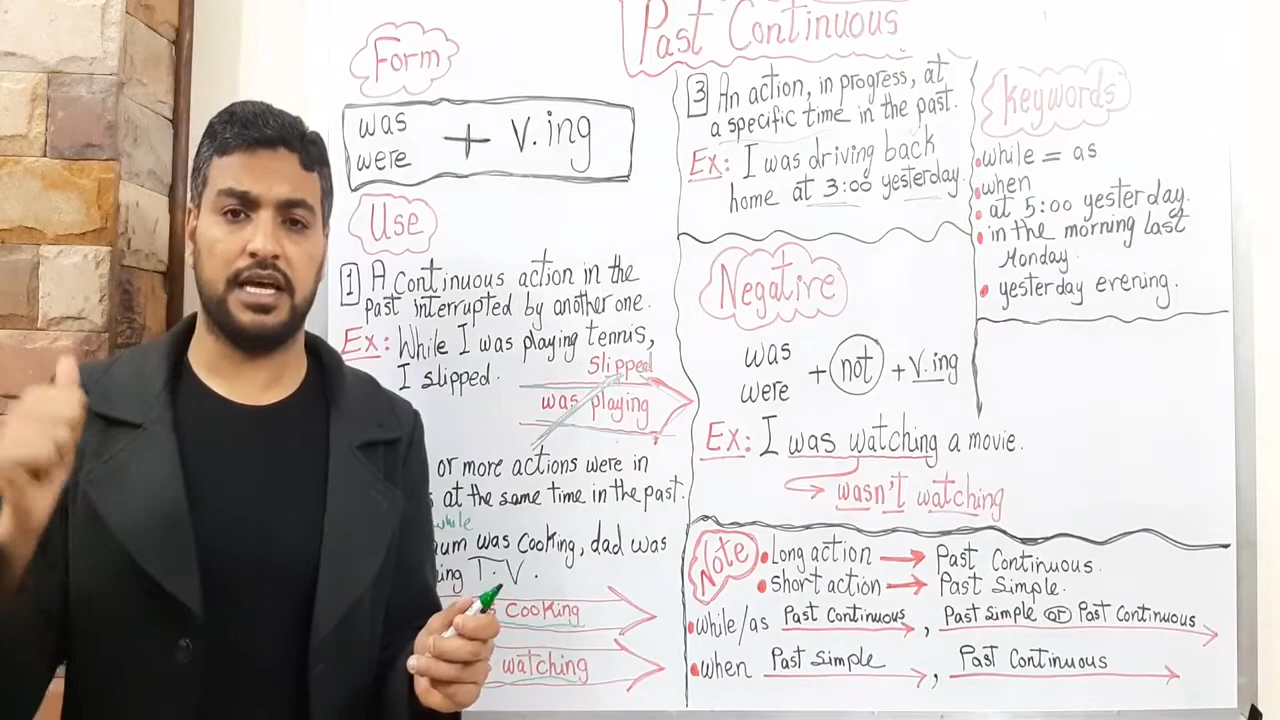 Past Continuous
Form
was
were
+ V.ing
Use
1 A Continuous action in the
past interrupted by another one.
Ex: While I was playing tennis,
I slipped.
Slipped
was playing
or more actions were in
at the same time in the past.
while
was cooking, dad was
T.V.
Cooking
watching
3 An action, in progress, at
a specific time in the past.
Ex: I was driving back
home at 3:00 yesterday.
Keywords
while = as
when
at 5:00 yesterday.
in the morning last
Monday.
yesterday evening.
Negative
was
were
+ not + V.ing
Ex: I was watching a movie.
wasn't watching
Note
Long action → Past Continuous.
short action → Past Simple.
while/as Past Continuous, Past Simple or Past Continuous
when Past Simple, Past Continuous